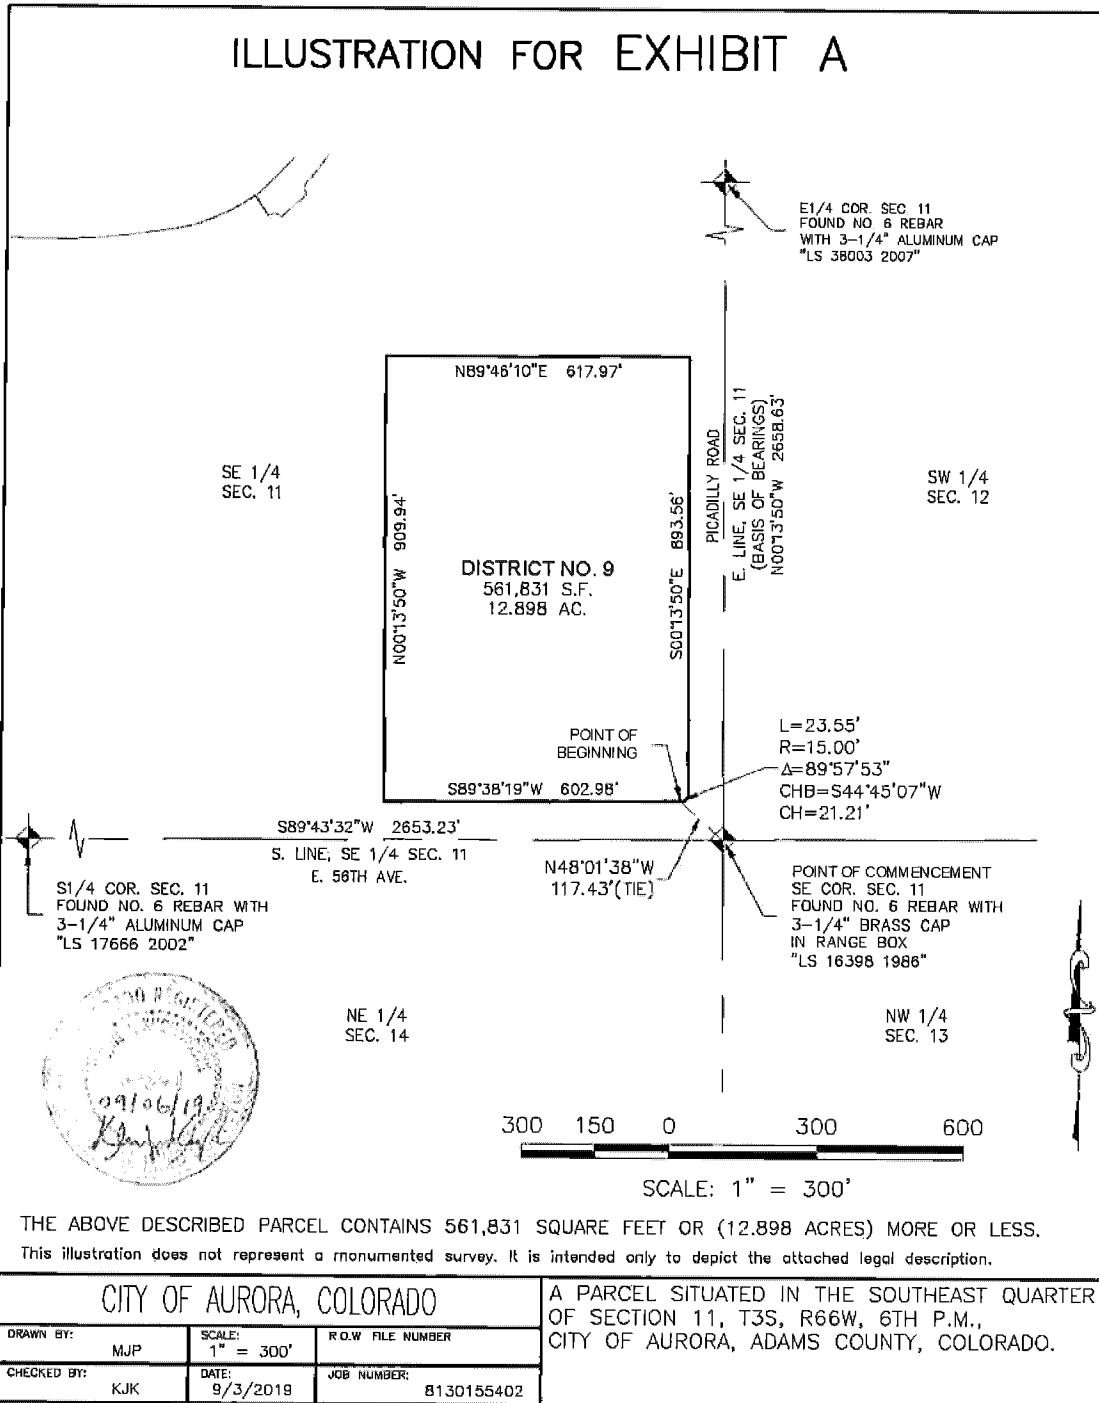 ILLUSTRATION FOR EXHIBIT A
E1/4 COR. SEC. 11
FOUND NO. 6 REBAR
WITH 3-1/4" ALUMINUM CAP
"LS 38003 2007"
N89°46'10"E 617.97'
SE 1/4
SEC. 11
N00°13'50"W 909.94'
DISTRICT NO. 9
561,831 S.F.
12.898 AC.
S00°13'50"E 893.56'
PICADILLY ROAD
E. LINE, SE 1/4 SEC. 11
(BASIS OF BEARINGS)
N00°13'50"W 2658.63'
SW 1/4
SEC. 12
POINT OF
BEGINNING
L=23.55'
R=15.00'
Δ=89°57'53"
CHB=S44°45'07"W
CH=21.21'
S89°38'19"W 602.98'
S89°43'32"W 2653.23'
S. LINE, SE 1/4 SEC. 11
E. 56TH AVE.
N48°01'38"W
117.43'(TIE)
S1/4 COR. SEC. 11
FOUND NO. 6 REBAR WITH
3-1/4" ALUMINUM CAP
"LS 17666 2002"
POINT OF COMMENCEMENT
SE COR. SEC. 11
FOUND NO. 6 REBAR WITH
3-1/4" BRASS CAP
IN RANGE BOX
"LS 16398 1986"
NE 1/4
SEC. 14
NW 1/4
SEC. 13
REGISTERED
09/06/19
300 150 0 300 600
SCALE: 1" = 300'
THE ABOVE DESCRIBED PARCEL CONTAINS 561,831 SQUARE FEET OR (12.898 ACRES) MORE OR LESS.
This illustration does not represent a monumented survey. It is intended only to depict the attached legal description.
CITY OF AURORA, COLORADO
DRAWN BY:
MJP
SCALE:
1" = 300'
R.O.W FILE NUMBER
CHECKED BY:
KJK
DATE:
9/3/2019
JOB NUMBER:
8130155402
A PARCEL SITUATED IN THE SOUTHEAST QUARTER
OF SECTION 11, T3S, R66W, 6TH P.M.,
CITY OF AURORA, ADAMS COUNTY, COLORADO.